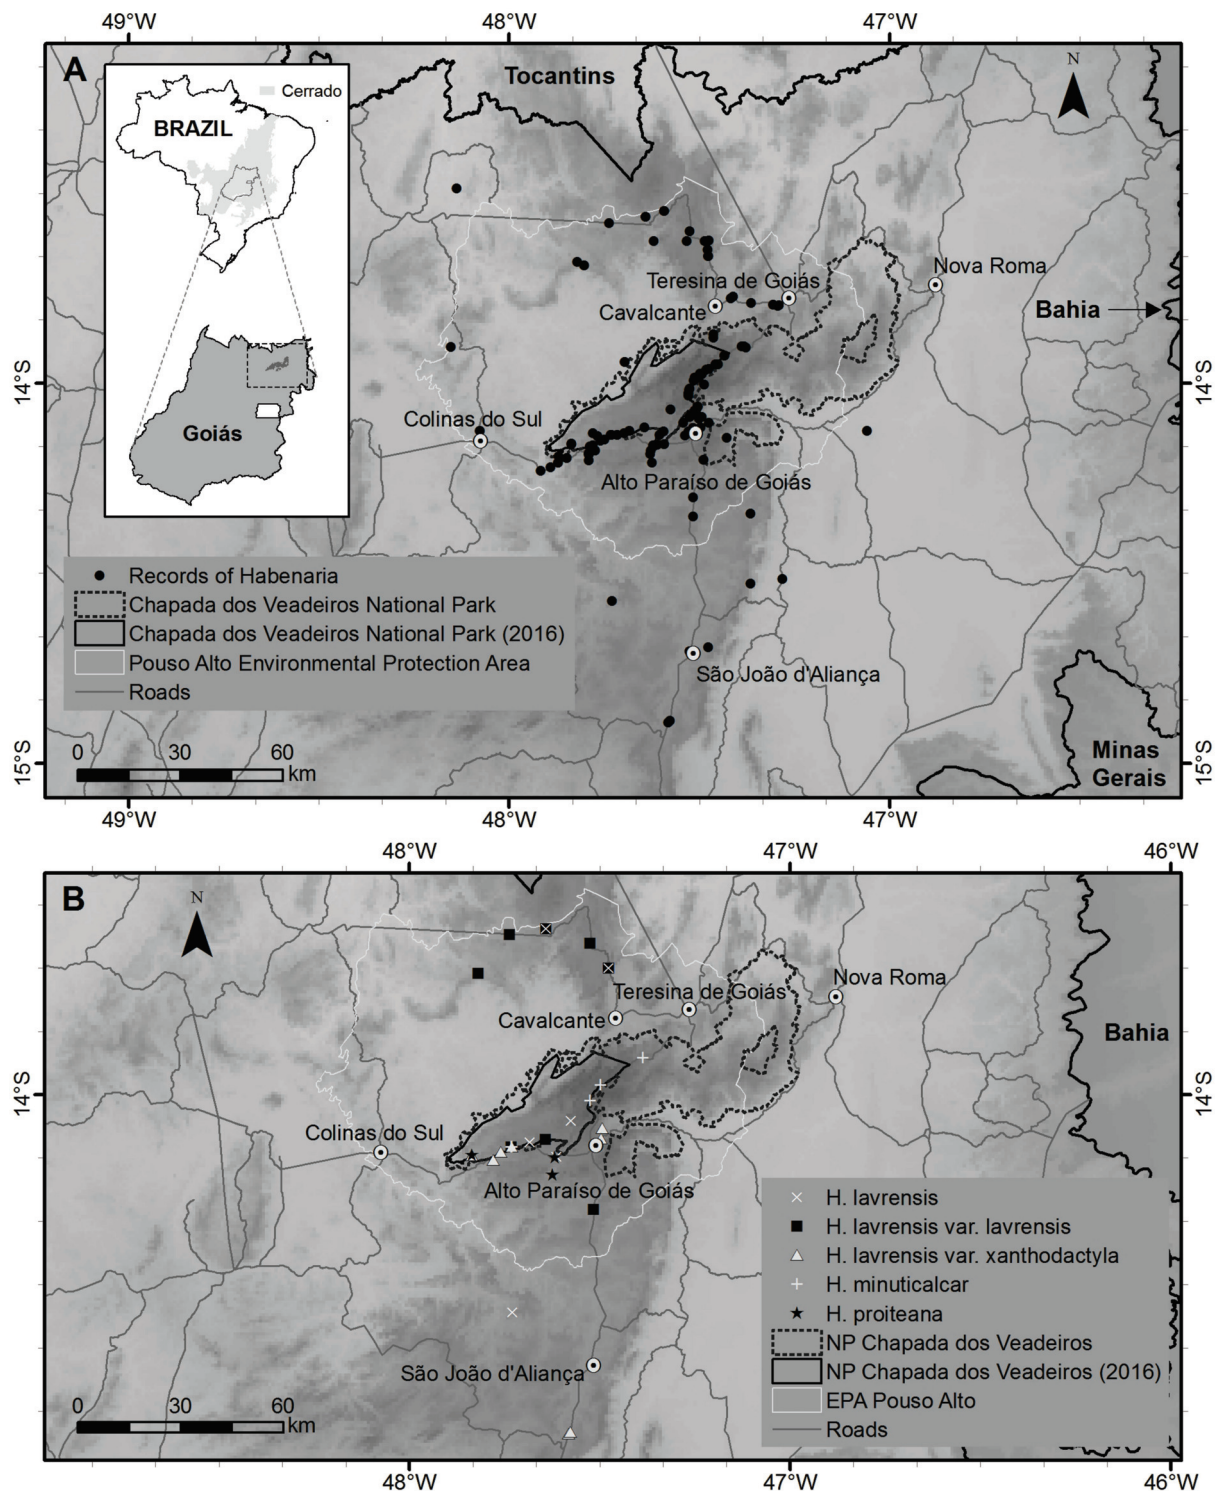 49°W
48°W
47°W
A
N
Tocantins
Cerrado
BRAZIL
Goiás
Nova Roma
Teresina de Goiás
Cavalcante
Bahia
14°S
14°S
Colinas do Sul
Alto Paraíso de Goiás
Records of Habenaria
Chapada dos Veadeiros National Park
Chapada dos Veadeiros National Park (2016)
Pouso Alto Environmental Protection Area
Roads
São João d'Aliança
0 30 60
km
Minas
Gerais
15°S
15°S
49°W
48°W
47°W
48°W
47°W
46°W
B
N
Nova Roma
Teresina de Goiás
Cavalcante
Bahia
14°S
14°S
Colinas do Sul
Alto Paraíso de Goiás
H. lavrensis
H. lavrensis var. lavrensis
H. lavrensis var. xanthodactyla
H. minuticalcar
H. proiteana
NP Chapada dos Veadeiros
NP Chapada dos Veadeiros (2016)
EPA Pouso Alto
Roads
São João d'Aliança
0 30 60
km
48°W
47°W
46°W